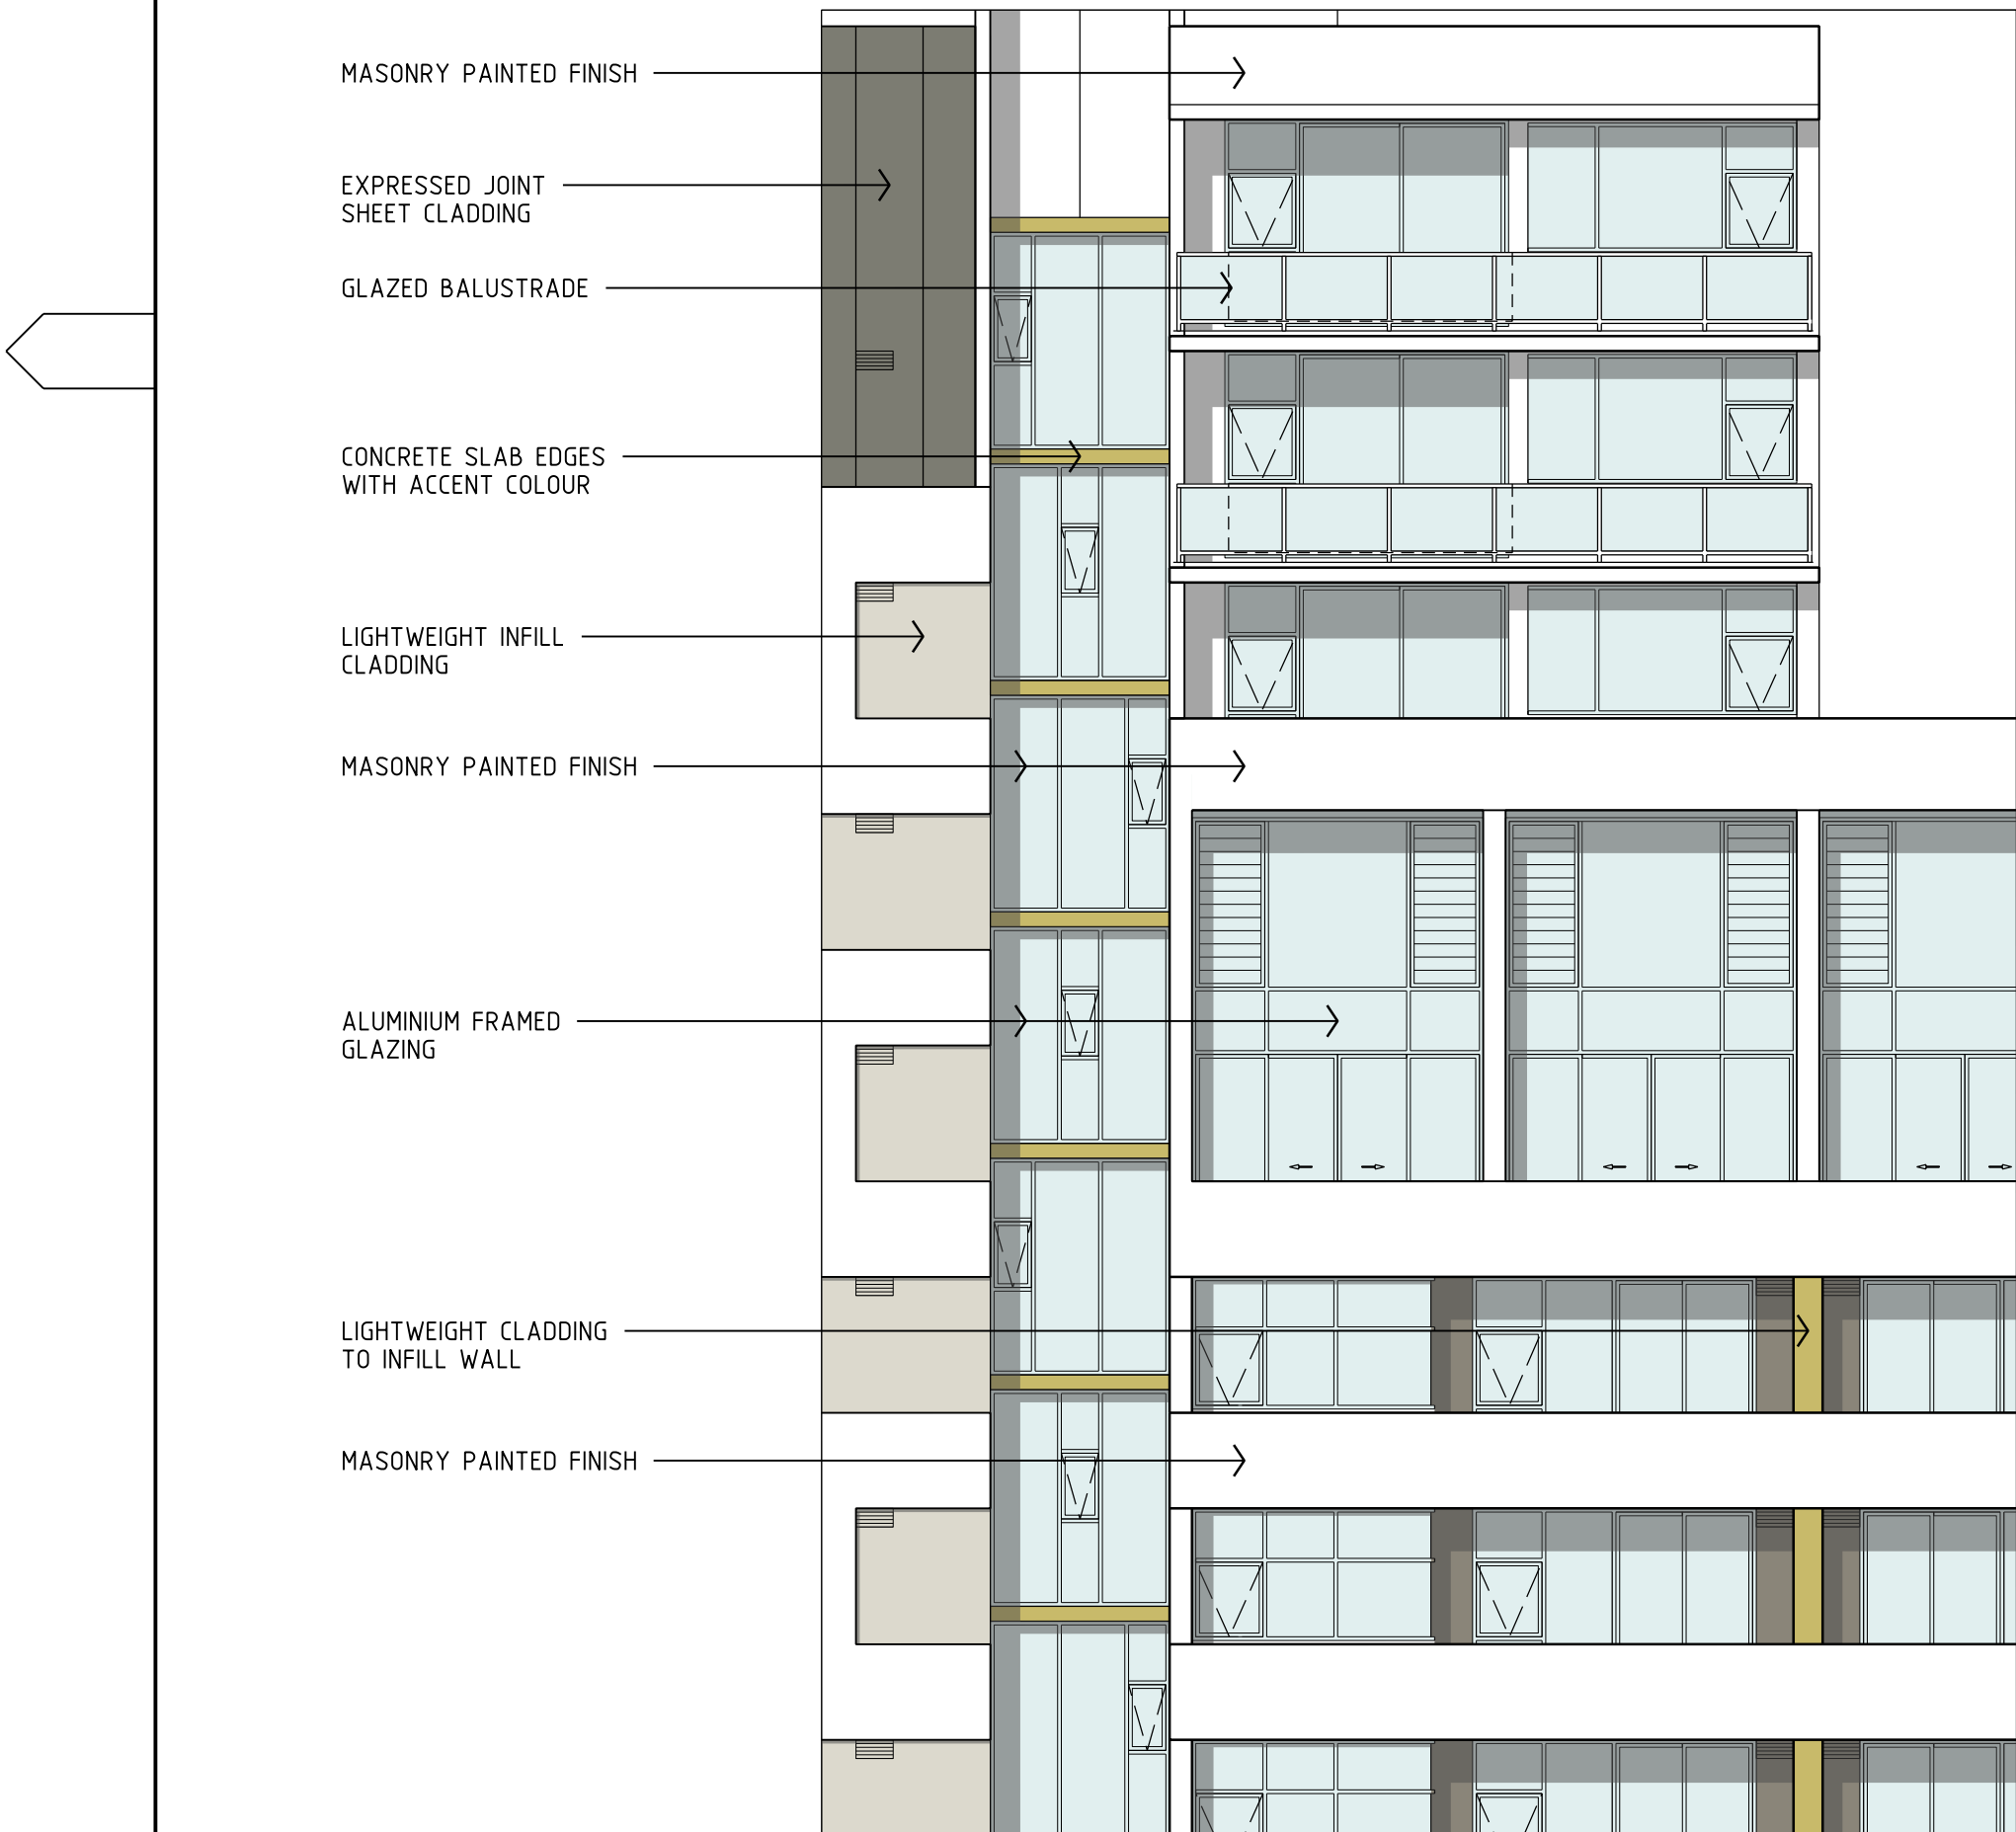 MASONRY PAINTED FINISH
EXPRESSED JOINT
SHEET CLADDING
GLAZED BALUSTRADE
CONCRETE SLAB EDGES
WITH ACCENT COLOUR
LIGHTWEIGHT INFILL
CLADDING
MASONRY PAINTED FINISH
ALUMINIUM FRAMED
GLAZING
LIGHTWEIGHT CLADDING
TO INFILL WALL
MASONRY PAINTED FINISH